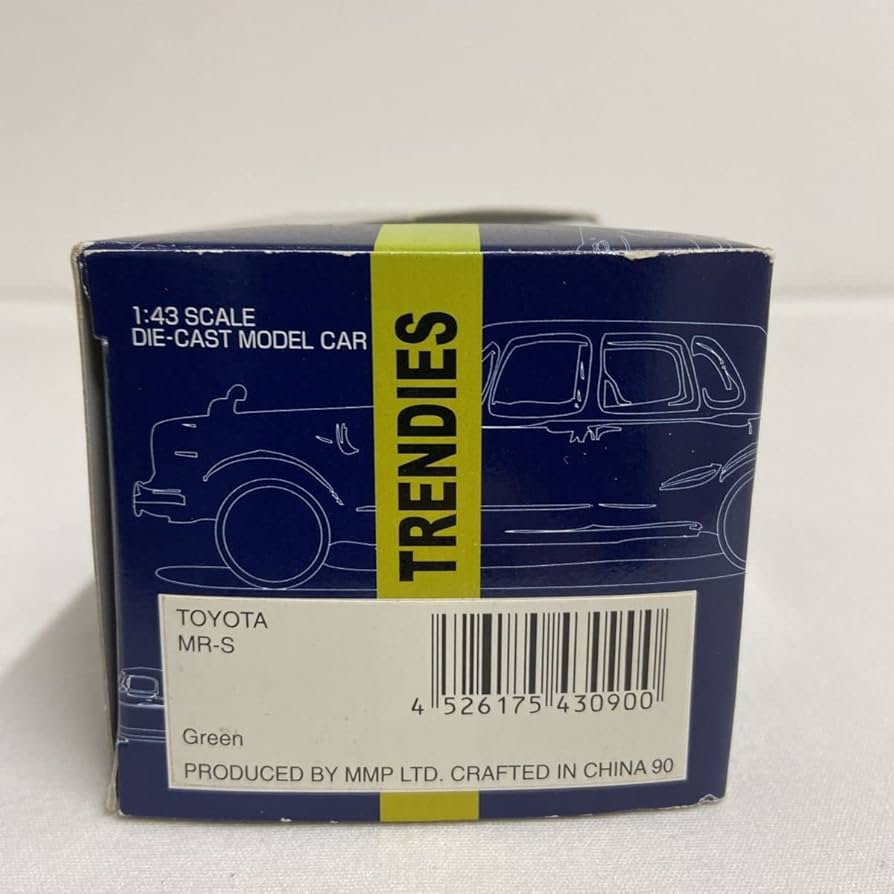 1:43 SCALE
DIE-CAST MODEL CAR
TRENDIES
TOYOTA
MR-S
4 526175 430900
Green
PRODUCED BY MMP LTD. CRAFTED IN CHINA 90